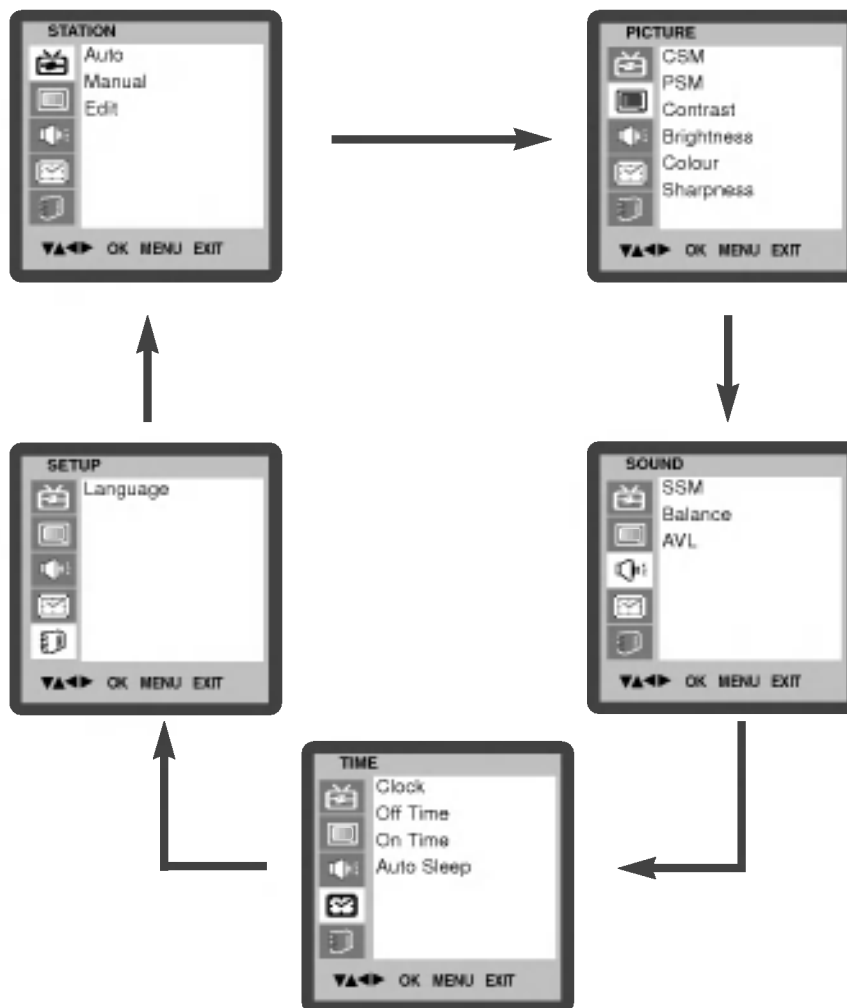 STATION
Auto
Manual
Edit
▼▲◀▶ OK MENU EXIT
PICTURE
CSM
PSM
Contrast
Brightness
Colour
Sharpness
▼▲◀▶ OK MENU EXIT
SETUP
Language
▼▲◀▶ OK MENU EXIT
SOUND
SSM
Balance
AVL
▼▲◀▶ OK MENU EXIT
TIME
Clock
Off Time
On Time
Auto Sleep
▼▲◀▶ OK MENU EXIT